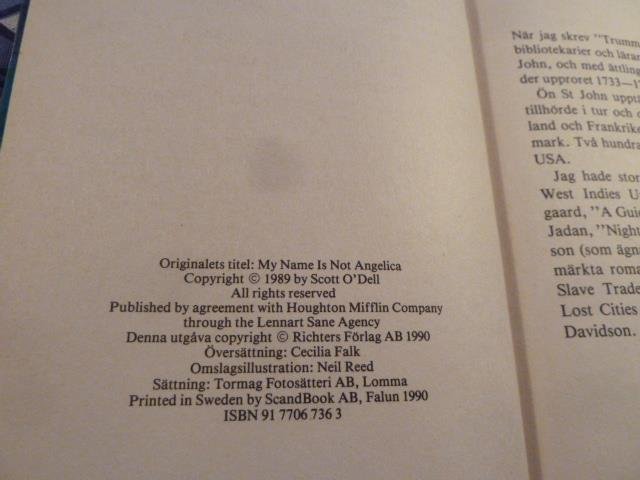 Originalets titel: My Name Is Not Angelica
Copyright © 1989 by Scott O'Dell
All rights reserved
Published by agreement with Houghton Mifflin Company
through the Lennart Sane Agency
Denna utgåva copyright © Richters Förlag AB 1990
Översättning: Cecilia Falk
Omslagsillustration: Neil Reed
Sättning: Tormag Fotosätteri AB, Lomma
Printed in Sweden by ScandBook AB, Falun 1990
ISBN 91 7706 736 3
När jag skrev "Trumm
bibliotekarier och lärar
John, och med ättling
der upproret 1733–1
Ön St John uppt
tillhörde i tur och o
land och Frankrike
mark. Två hundra
USA.
Jag hade stor
West Indies U
gaard, "A Guid
Jadan, "Night
son (som ägn
märkta roma
Slave Trade
Lost Cities
Davidson.